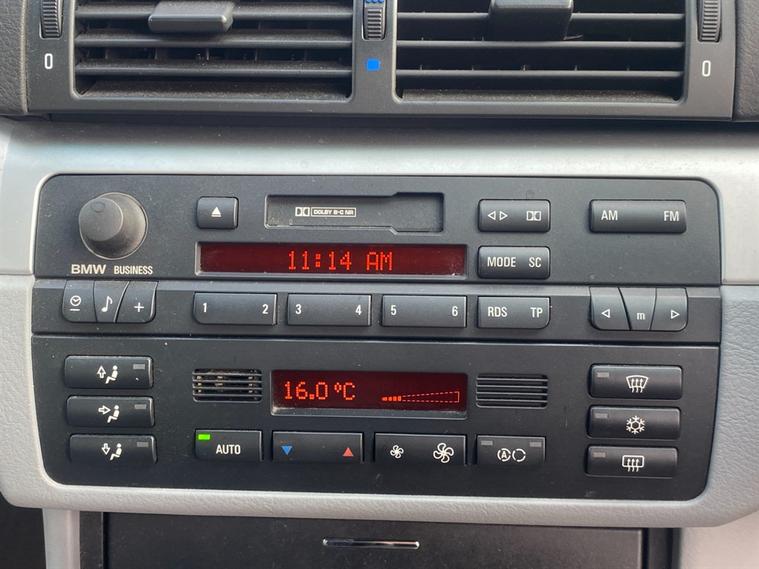 0
0
DOLBY B-C NR
AM FM
11:14 AM
MODE SC
BMW BUSINESS
1 2
3 4
5 6
RDS TP
m
16.0°C
AUTO
A